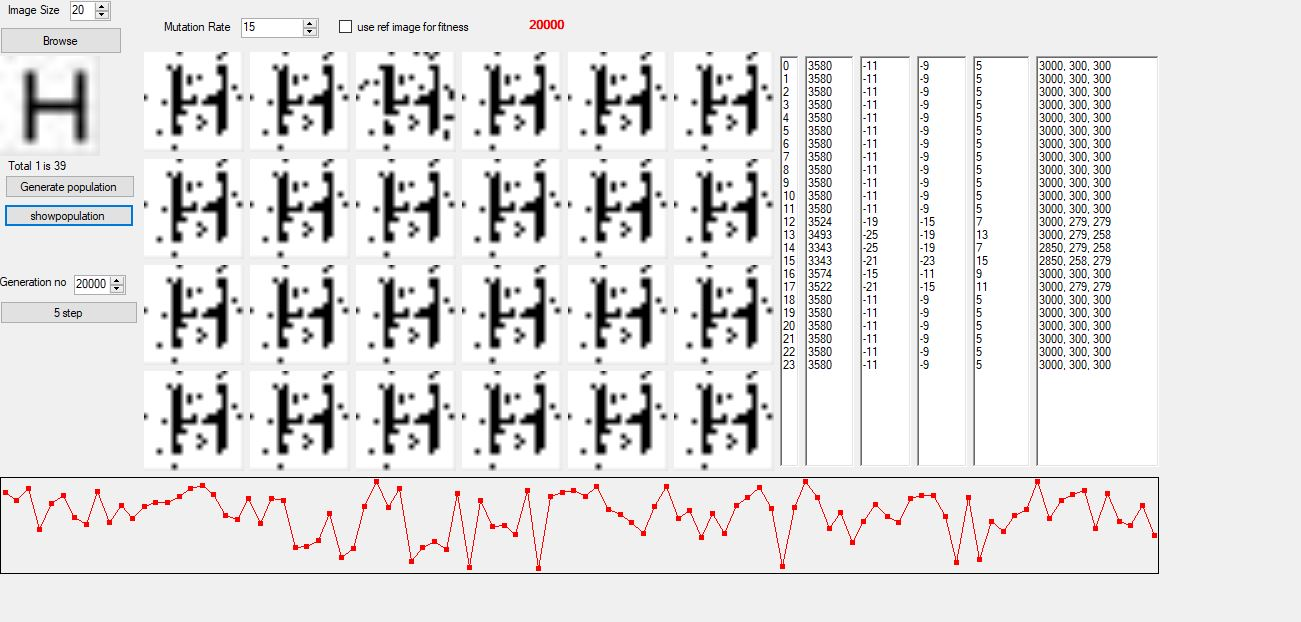 Image Size 20
Mutation Rate 15 use ref image for fitness 20000
Browse
H
Total 1 is 39
Generate population
showpopulation
Generation no 20000
5 step
0 3580 -11 -9 5 3000, 300, 300
1 3580 -11 -9 5 3000, 300, 300
2 3580 -11 -9 5 3000, 300, 300
3 3580 -11 -9 5 3000, 300, 300
4 3580 -11 -9 5 3000, 300, 300
5 3580 -11 -9 5 3000, 300, 300
6 3580 -11 -9 5 3000, 300, 300
7 3580 -11 -9 5 3000, 300, 300
8 3580 -11 -9 5 3000, 300, 300
9 3580 -11 -9 5 3000, 300, 300
10 3580 -11 -9 5 3000, 300, 300
11 3580 -11 -9 5 3000, 300, 300
12 3524 -19 -15 7 3000, 279, 279
13 3493 -25 -19 13 3000, 279, 258
14 3343 -25 -19 7 2850, 279, 258
15 3343 -21 -23 15 2850, 258, 279
16 3574 -15 -11 9 3000, 300, 300
17 3522 -21 -15 11 3000, 279, 279
18 3580 -11 -9 5 3000, 300, 300
19 3580 -11 -9 5 3000, 300, 300
20 3580 -11 -9 5 3000, 300, 300
21 3580 -11 -9 5 3000, 300, 300
22 3580 -11 -9 5 3000, 300, 300
23 3580 -11 -9 5 3000, 300, 300